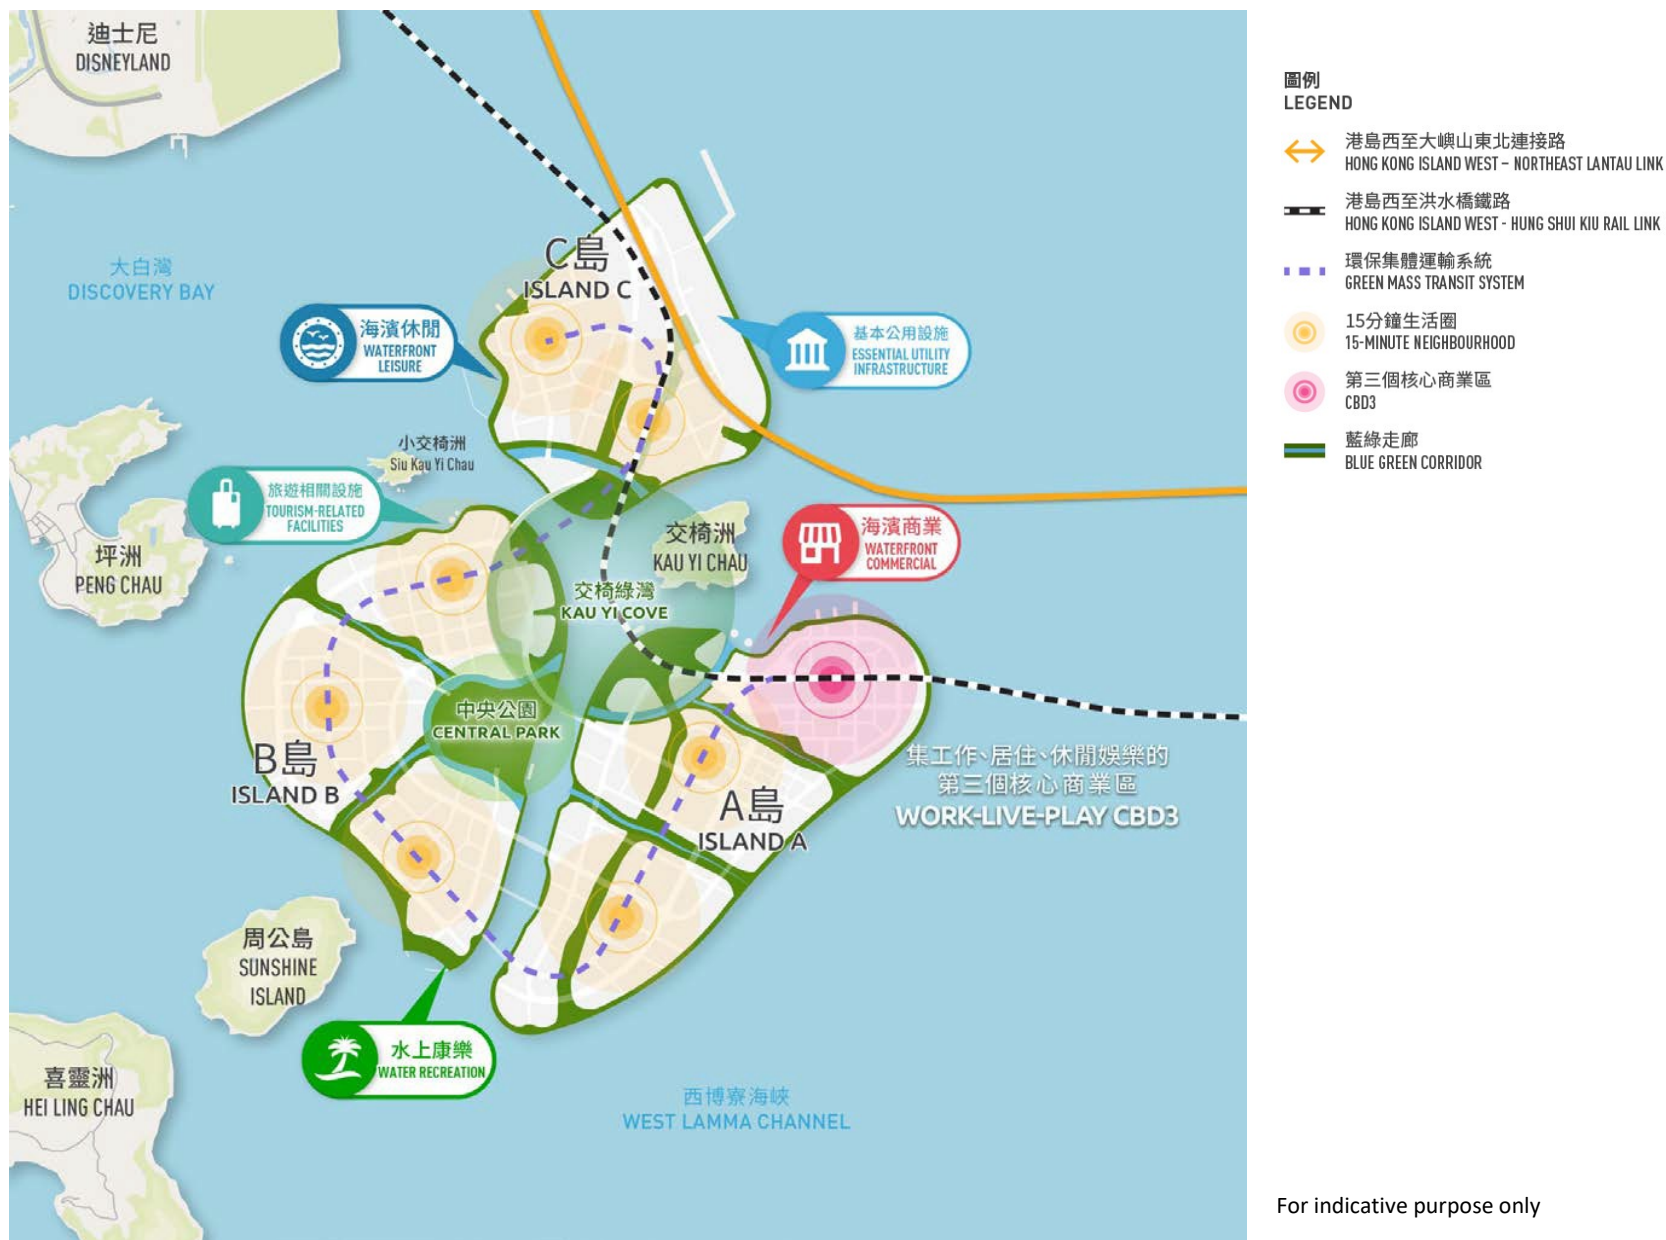 迪士尼
DISNEYLAND
大白灣
DISCOVERY BAY
C島
ISLAND C
海濱休閒
WATERFRONT
LEISURE
基本公用設施
ESSENTIAL UTILITY
INFRASTRUCTURE
小交椅洲
Siu Kau Yi Chau
旅遊相關設施
TOURISM-RELATED
FACILITIES
坪洲
PENG CHAU
交椅洲
KAU YI CHAU
海濱商業
WATERFRONT
COMMERCIAL
交椅綠灣
KAU YI COVE
中央公園
CENTRAL PARK
B島
ISLAND B
A島
ISLAND A
集工作、居住、休閒娛樂的
第三個核心商業區
WORK-LIVE-PLAY CBD3
周公島
SUNSHINE
ISLAND
水上康樂
WATER RECREATION
喜靈洲
HEI LING CHAU
西博寮海峽
WEST LAMMA CHANNEL
圖例
LEGEND
港島西至大嶼山東北連接路
HONG KONG ISLAND WEST – NORTHEAST LANTAU LINK
港島西至洪水橋鐵路
HONG KONG ISLAND WEST - HUNG SHUI KIU RAIL LINK
環保集體運輸系統
GREEN MASS TRANSIT SYSTEM
15分鐘生活圈
15-MINUTE NEIGHBOURHOOD
第三個核心商業區
CBD3
藍綠走廊
BLUE GREEN CORRIDOR
For indicative purpose only